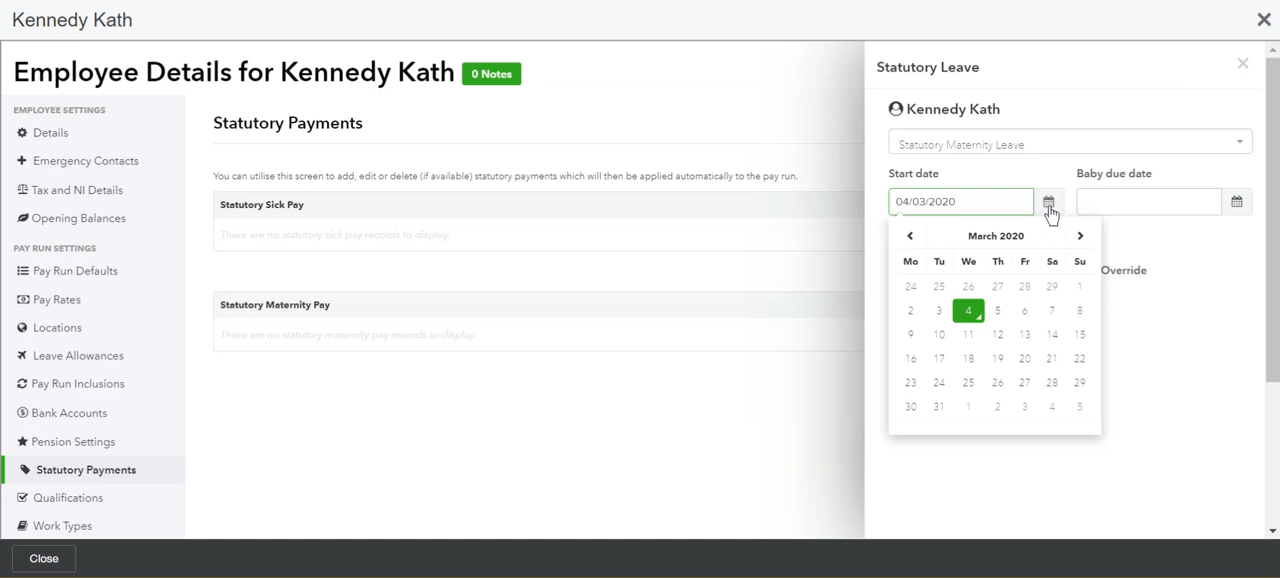 Kennedy Kath
Employee Details for Kennedy Kath 0 Notes
EMPLOYEE SETTINGS
Details
Emergency Contacts
Tax and NI Details
Opening Balances
PAY RUN SETTINGS
Pay Run Defaults
Pay Rates
Locations
Leave Allowances
Pay Run Inclusions
Bank Accounts
Pension Settings
Statutory Payments
Qualifications
Work Types
Statutory Payments
You can utilise this screen to add, edit or delete (if available) statutory payments which will then be applied automatically to the pay run.
Statutory Sick Pay
There are no statutory sick pay records to display.
Statutory Maternity Pay
There are no statutory maternity pay records to display.
Statutory Leave
Kennedy Kath
Statutory Maternity Leave
Start date Baby due date
04/03/2020
March 2020
Mo Tu We Th Fr Sa Su
24 25 26 27 28 29 1
2 3 4 5 6 7 8
9 10 11 12 13 14 15
16 17 18 19 20 21 22
23 24 25 26 27 28 29
30 31 1 2 3 4 5
Override
Close